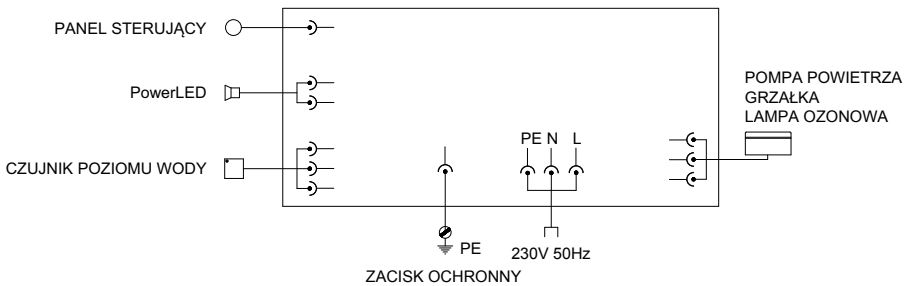 PANEL STERUJĄCY
PowerLED
CZUJNIK POZIOMU WODY
POMPA POWIETRZA
GRZAŁKA
LAMPA OZONOWA
PE N L
PE
230V 50Hz
ZACISK OCHRONNY